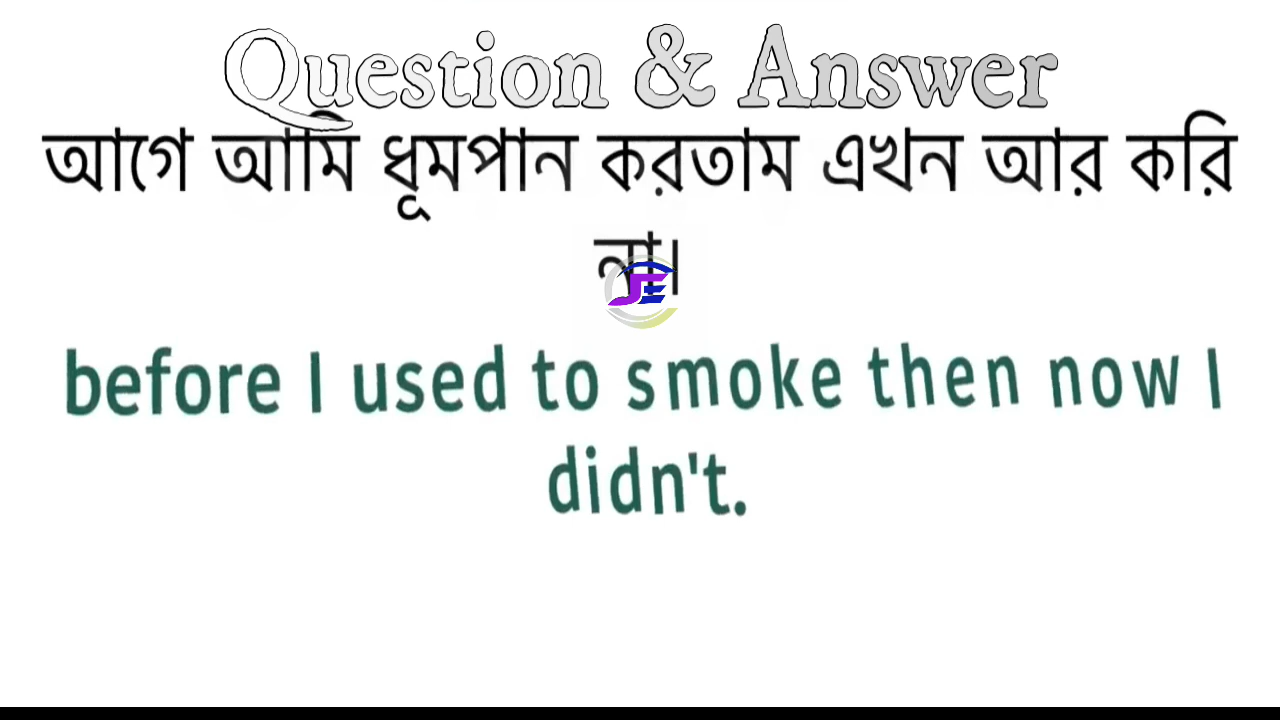 Question & Answer
আগে আমি ধূমপান করতাম এখন আর করি
না।
before I used to smoke then now I
didn't.